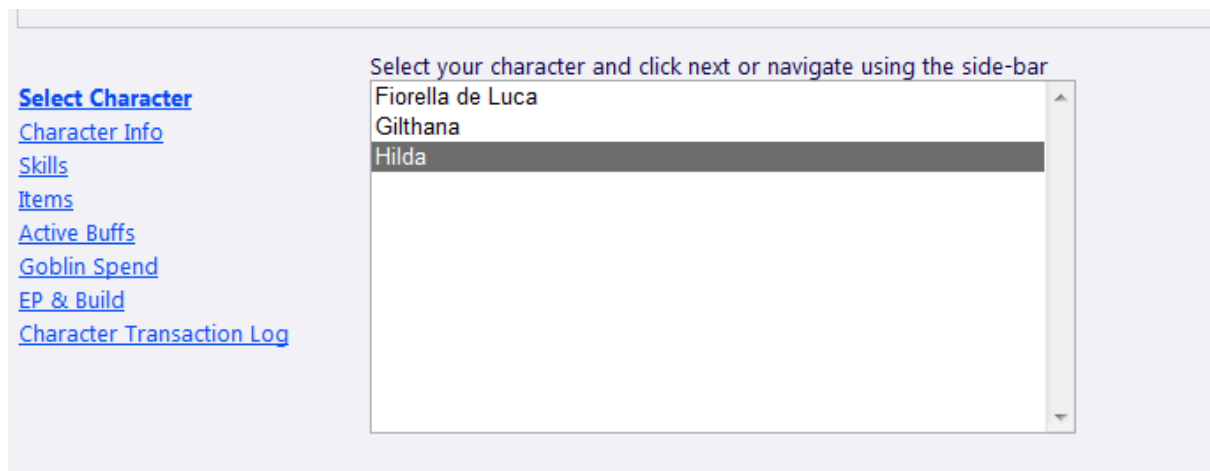 Select your character and click next or navigate using the side-bar
Select Character
Character Info
Skills
Items
Active Buffs
Goblin Spend
EP & Build
Character Transaction Log
Fiorella de Luca
Gilthana
Hilda